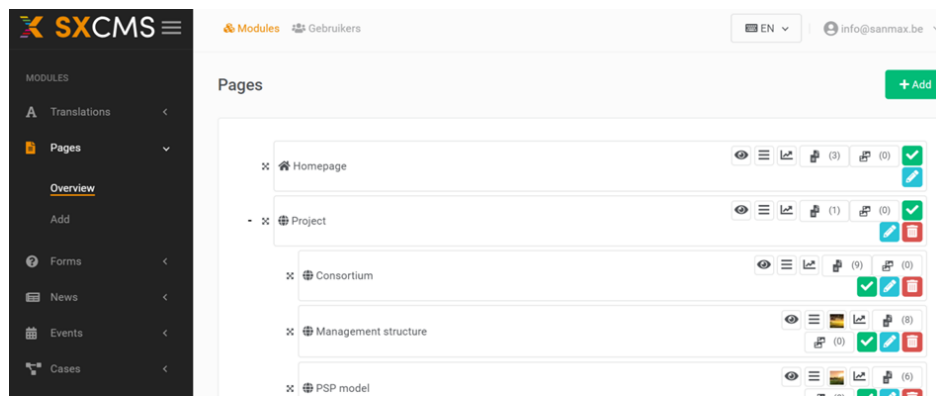 SXCMS
Modules Gebruikers EN info@sanmax.be
MODULES
Translations
Pages
Overview
Add
Forms
News
Events
Cases
Pages
+ Add
Homepage (3) (0)
Project (1) (0)
Consortium (9) (0)
Management structure (8)
(0)
PSP model (6)